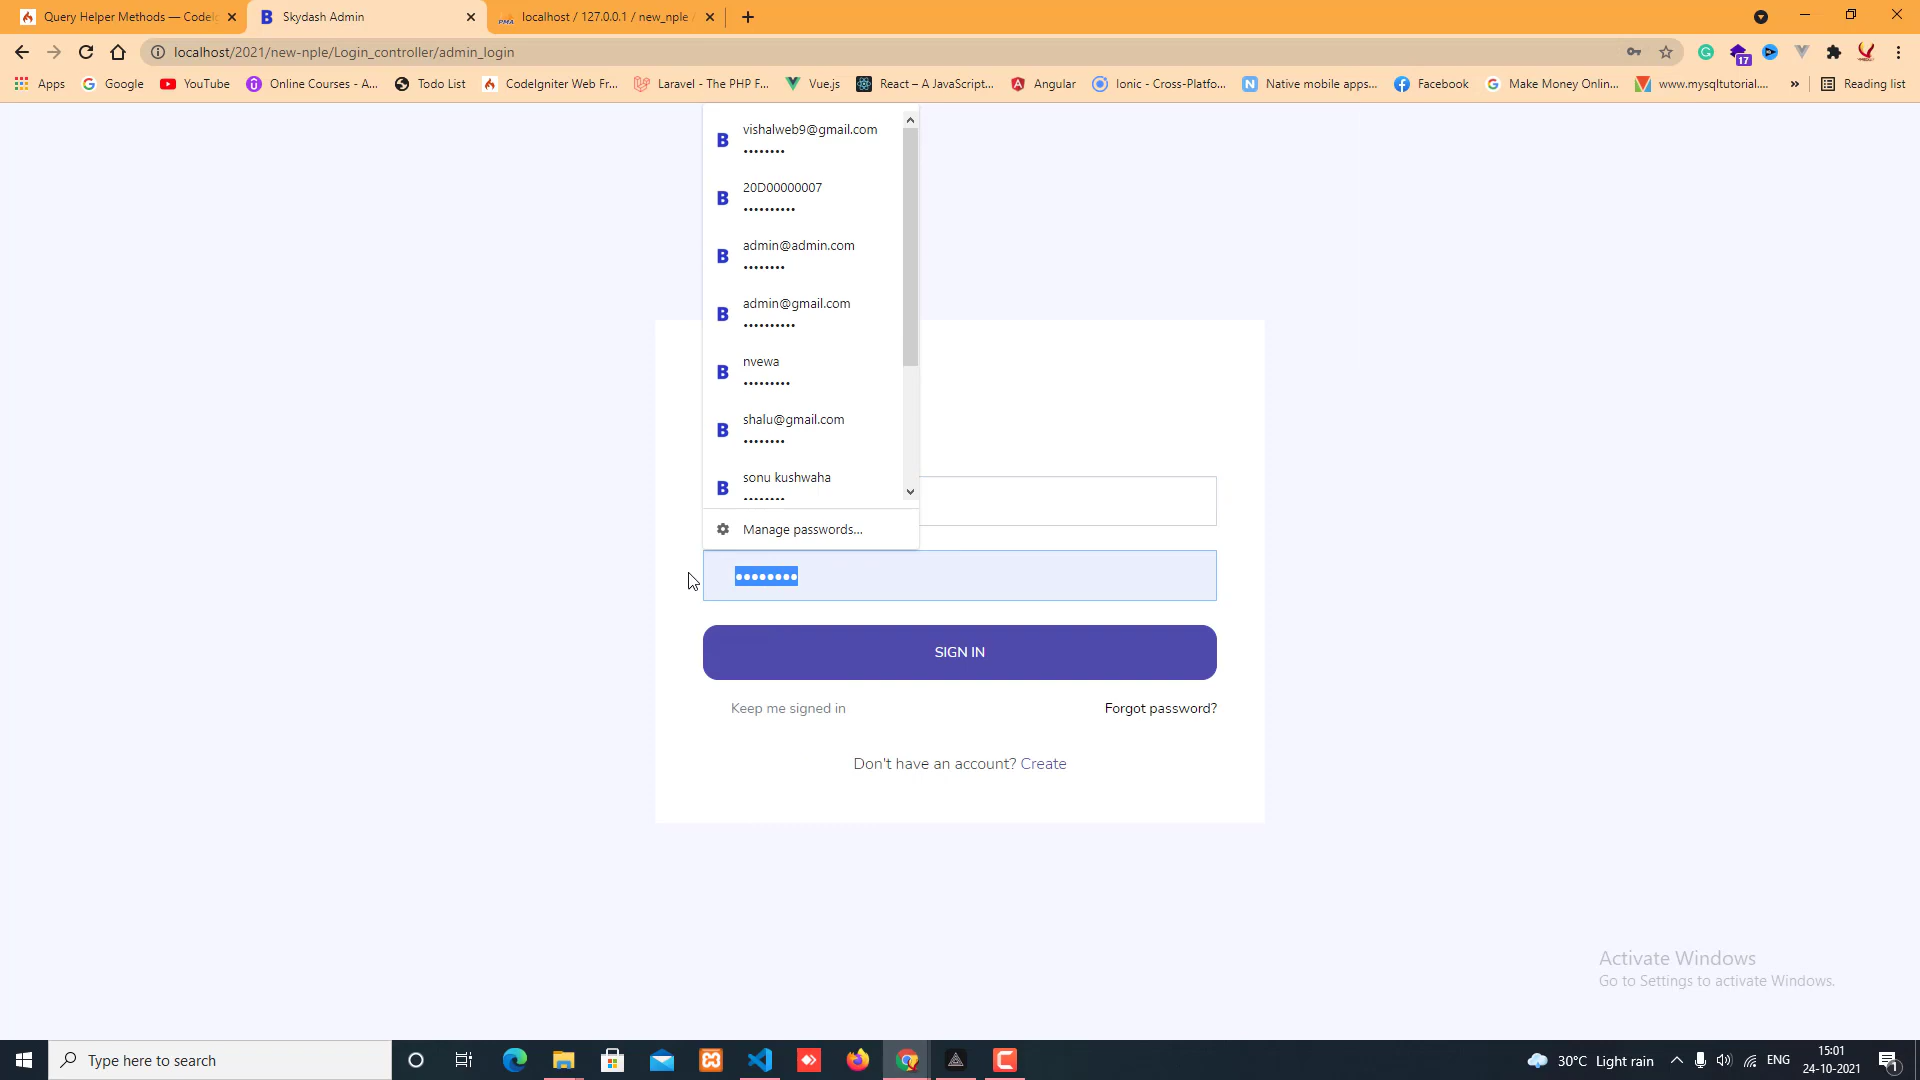 Query Helper Methods — CodeI
Skydash Admin
localhost / 127.0.0.1 / new_nple
localhost/2021/new-nple/Login_controller/admin_login
17
Apps
Google
YouTube
Online Courses - A...
Todo List
CodeIgniter Web Fr...
Laravel - The PHP F...
Vue.js
React – A JavaScript...
Angular
Ionic - Cross-Platfo...
Native mobile apps...
Facebook
Make Money Onlin...
www.mysqltutorial....
»
Reading list
vishalweb9@gmail.com
••••••••
20D00000007
••••••••••
admin@admin.com
••••••••
admin@gmail.com
••••••••••
nvewa
•••••••••
shalu@gmail.com
••••••••
sonu kushwaha
••••••••
Manage passwords...
••••••••
SIGN IN
Keep me signed in
Forgot password?
Don't have an account? Create
Activate Windows
Go to Settings to activate Windows.
Type here to search
30°C Light rain
ENG
15:01
24-10-2021
1